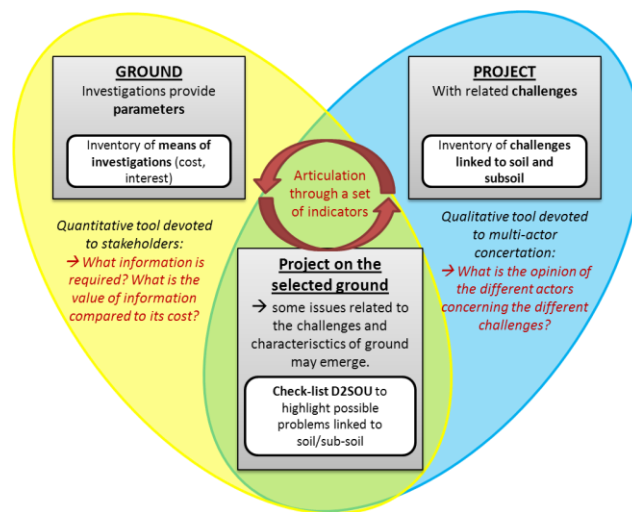 GROUND
Investigations provide
parameters
Inventory of means of
investigations (cost,
interest)
PROJECT
With related challenges
Inventory of challenges
linked to soil and
subsoil
Articulation
through a set
of indicators
Quantitative tool devoted
to stakeholders:
→ What information is
required? What is the
value of information
compared to its cost?
Qualitative tool devoted
to multi-actor
concertation:
→ What is the opinion of
the different actors
concerning the different
challenges?
Project on the
selected ground
→ some issues related to
the challenges and
characterisctics of ground
may emerge.
Check-list D2SOU to
highlight possible
problems linked to
soil/sub-soil